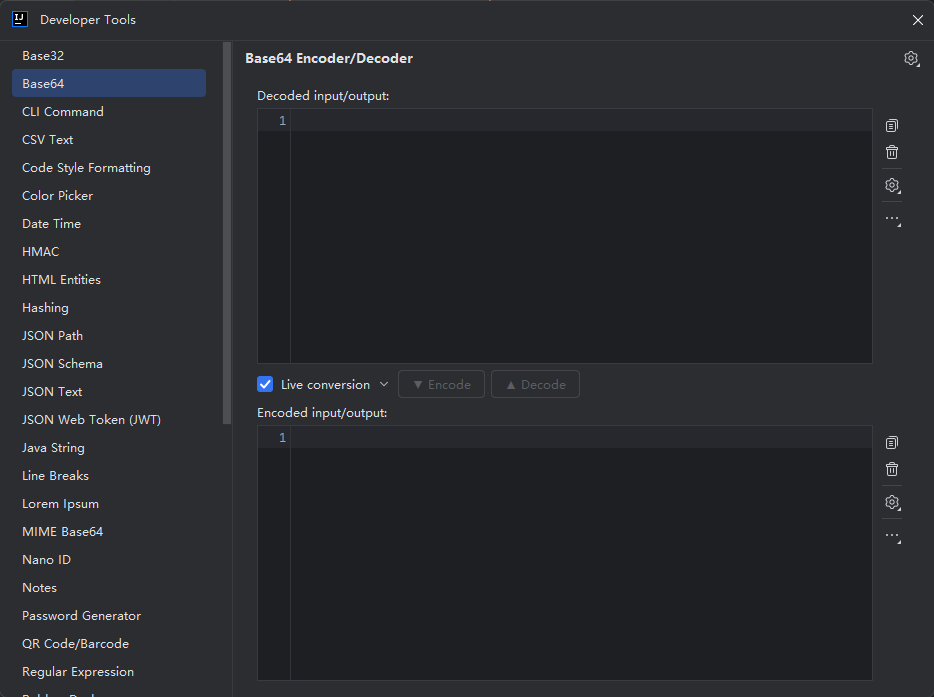 IJ
Developer Tools
Base32
Base64
CLI Command
CSV Text
Code Style Formatting
Color Picker
Date Time
HMAC
HTML Entities
Hashing
JSON Path
JSON Schema
JSON Text
JSON Web Token (JWT)
Java String
Line Breaks
Lorem Ipsum
MIME Base64
Nano ID
Notes
Password Generator
QR Code/Barcode
Regular Expression
Base64 Encoder/Decoder
Decoded input/output:
1
Live conversion
▼ Encode
▲ Decode
Encoded input/output:
1